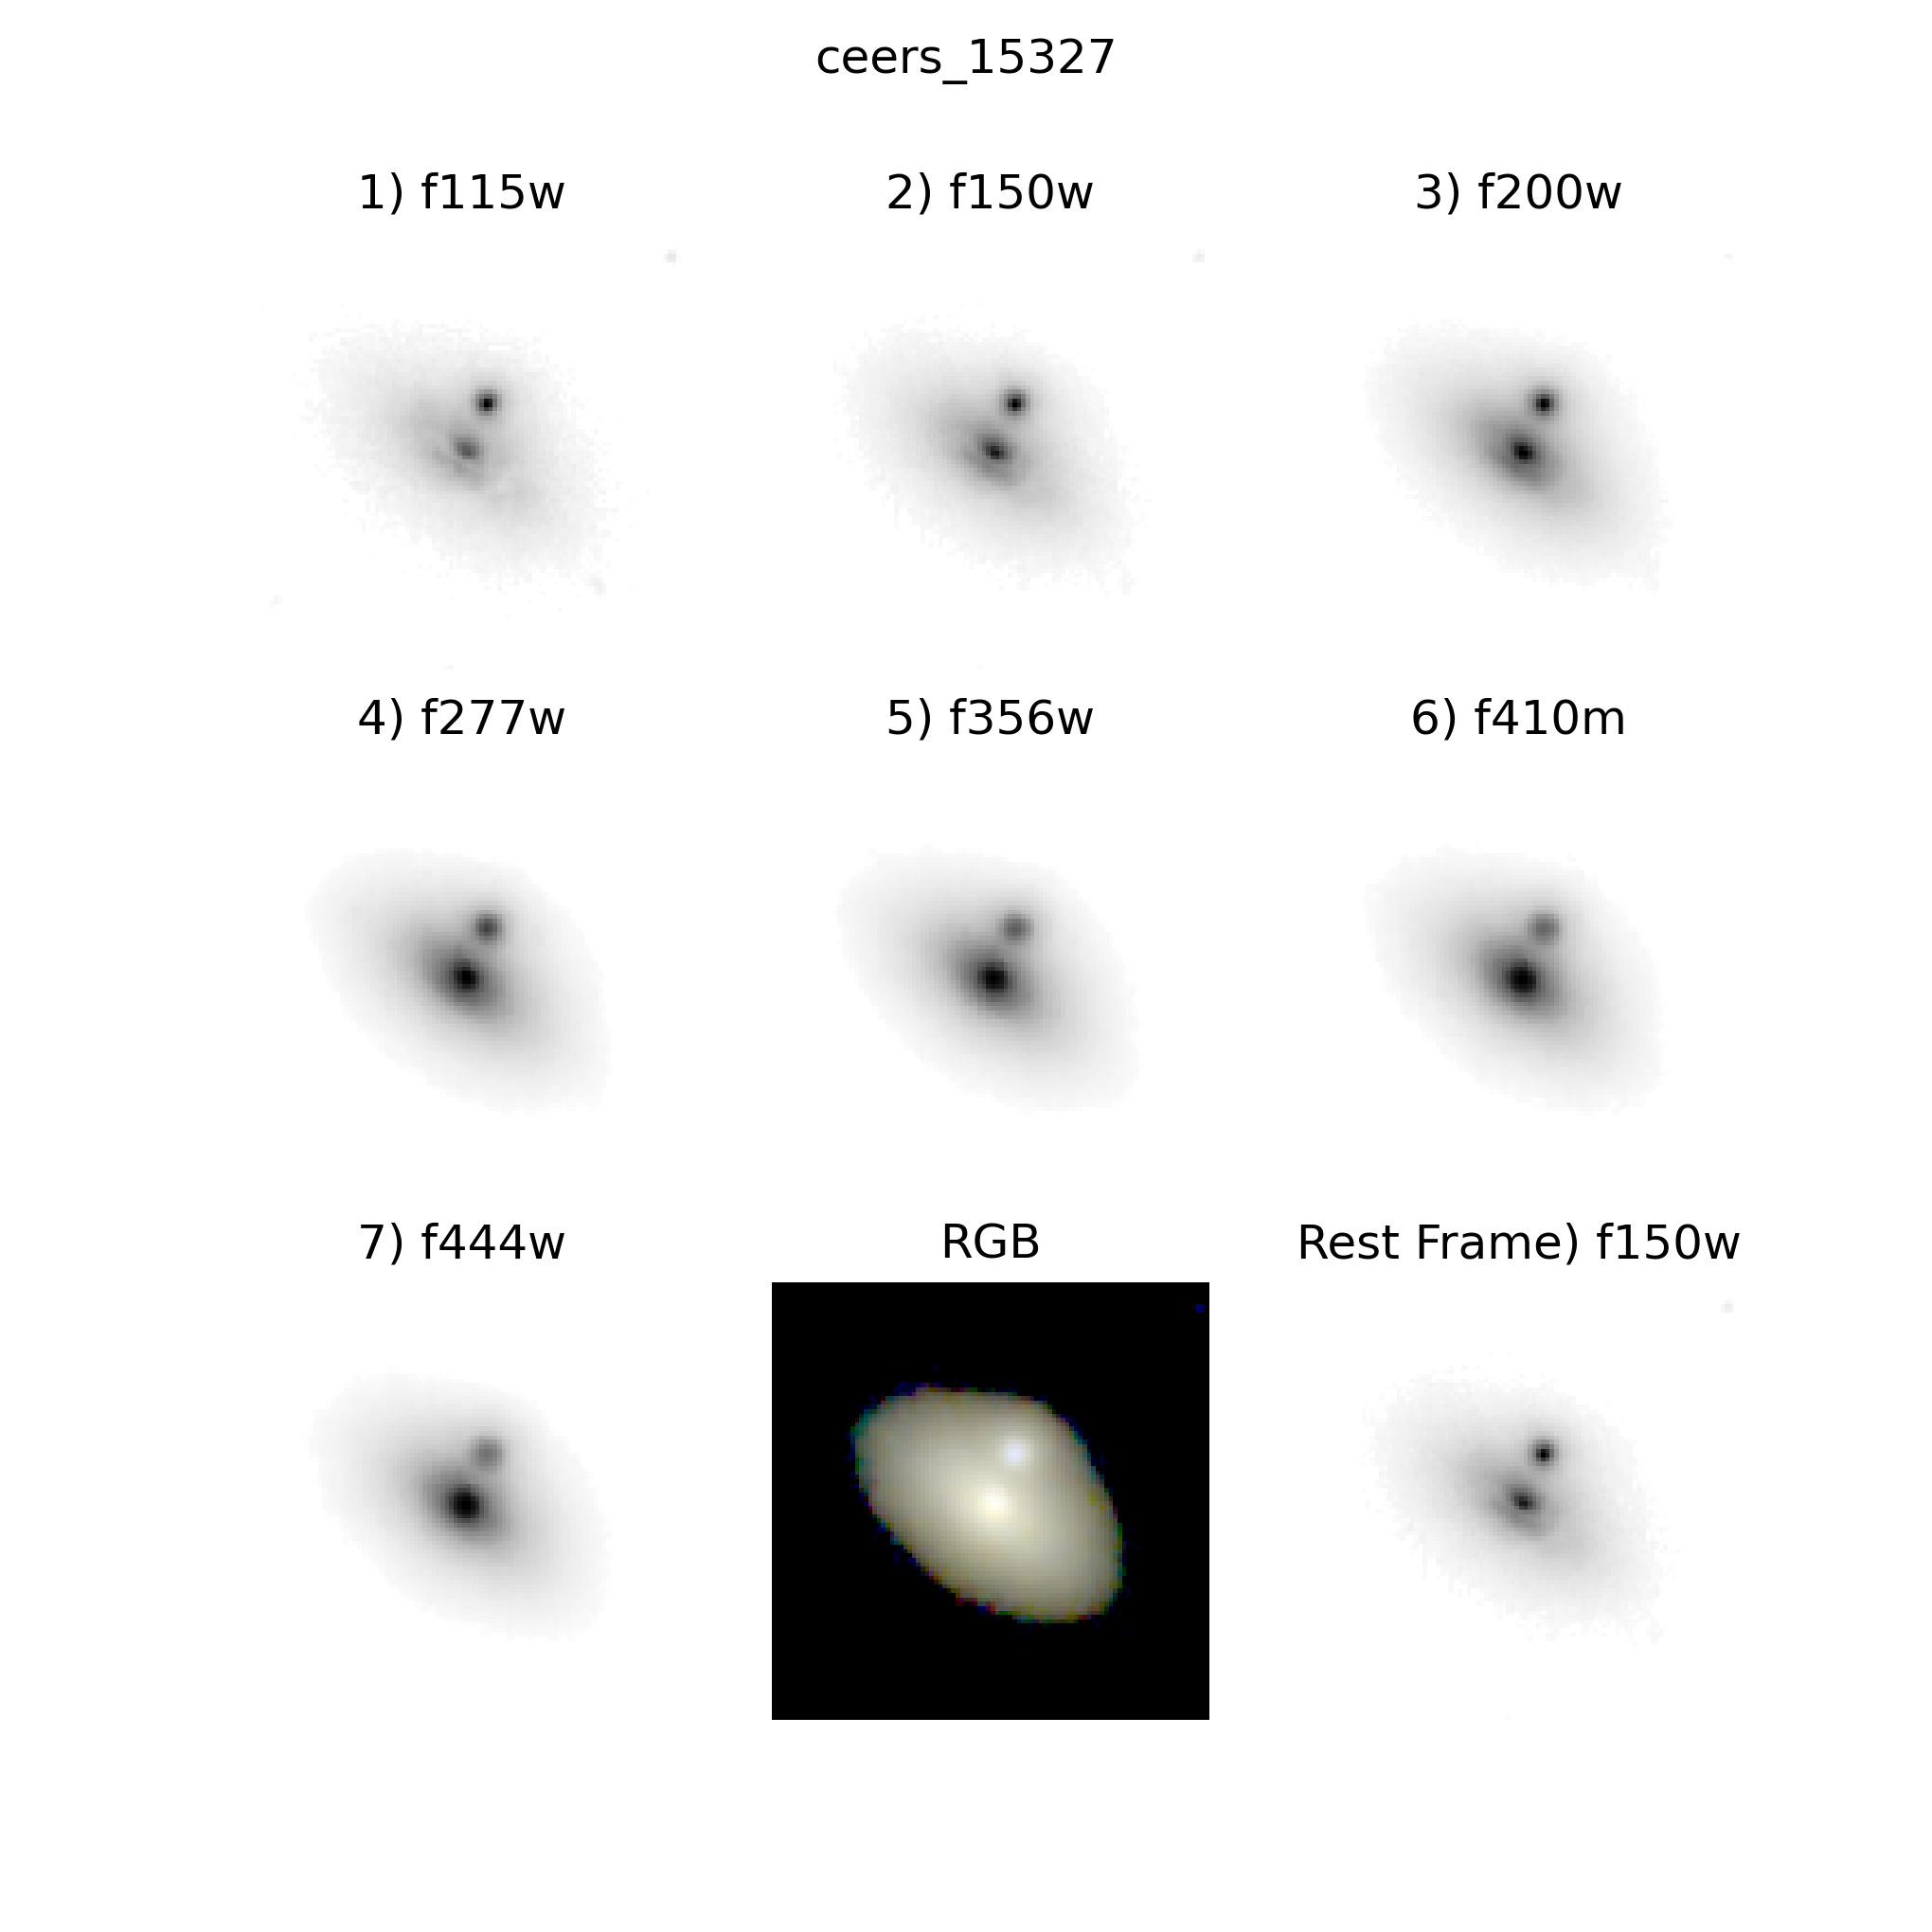 ceers_15327
1) f115w
2) f150w
3) f200w
4) f277w
5) f356w
6) f410m
7) f444w
RGB
Rest Frame) f150w